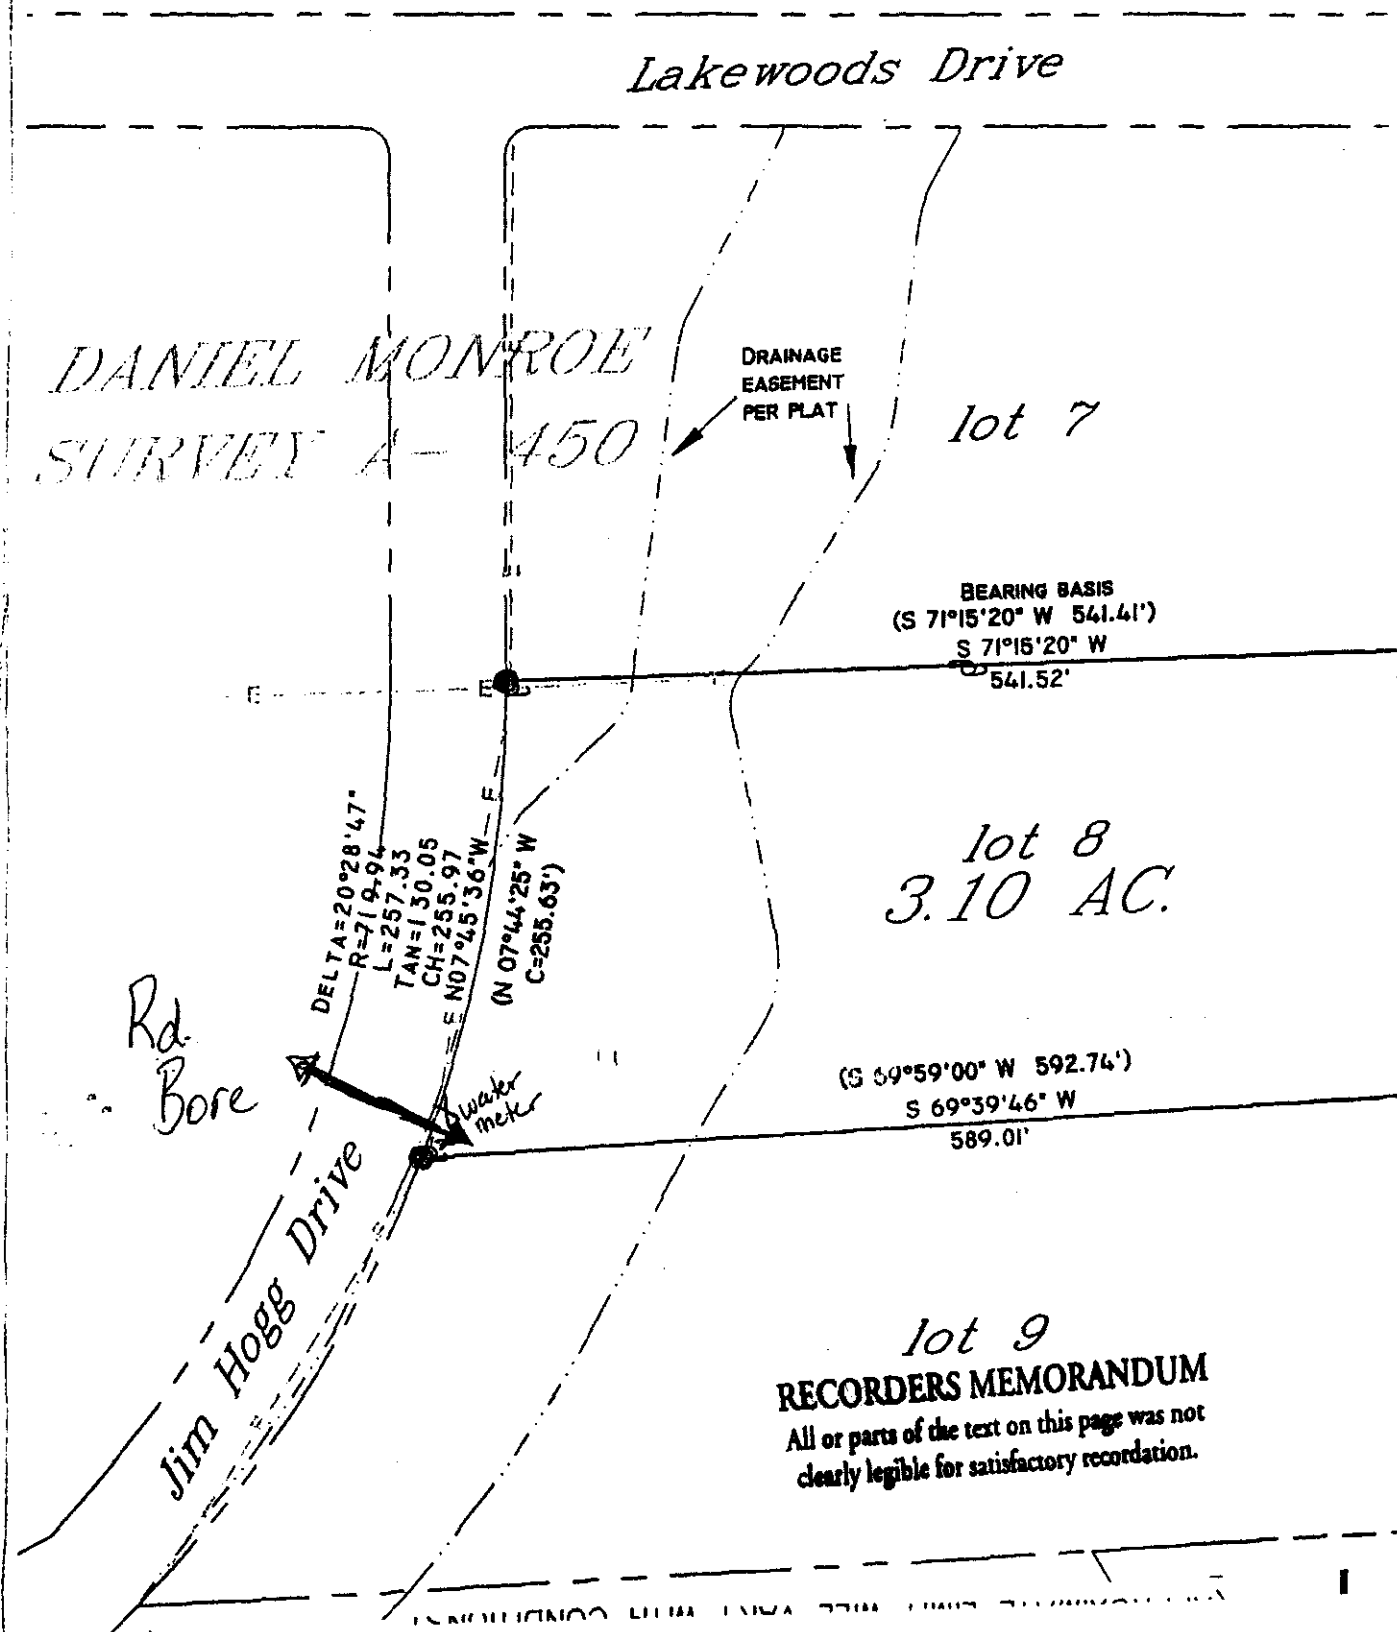 Lakewoods Drive
DANIEL MONROE
SURVEY A- 450
DRAINAGE
EASEMENT
PER PLAT
lot 7
BEARING BASIS
(S 71°15'20" W 541.41')
S 71°15'20" W
541.52'
E
E
DELTA=20°28'47"
R=719.94
L=257.33
TAN=130.05
CH=255.97
N07°45'36"W
E
(N 07°44'25" W
C=255.63')
lot 8
3.10 AC.
Rd.
Bore
E
water
meter
(S 69°59'00" W 592.74')
S 69°39'46" W
589.01'
Jim Hogg Drive
E
E
lot 9
RECORDERS MEMORANDUM
All or parts of the text on this page was not
clearly legible for satisfactory recordation.